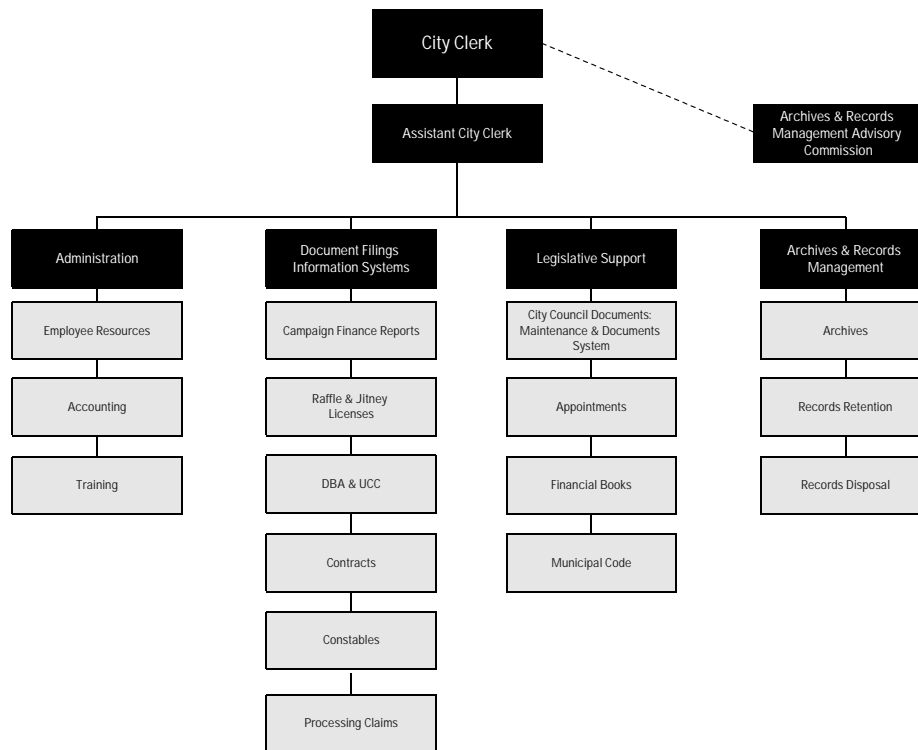 City Clerk
Assistant City Clerk
Archives & Records
Management Advisory
Commission
Administration
Document Filings
Information Systems
Legislative Support
Archives & Records
Management
Employee Resources
Campaign Finance Reports
City Council Documents:
Maintenance & Documents
System
Archives
Accounting
Raffle & Jitney
Licenses
Appointments
Records Retention
Training
DBA & UCC
Financial Books
Records Disposal
Contracts
Municipal Code
Constables
Processing Claims